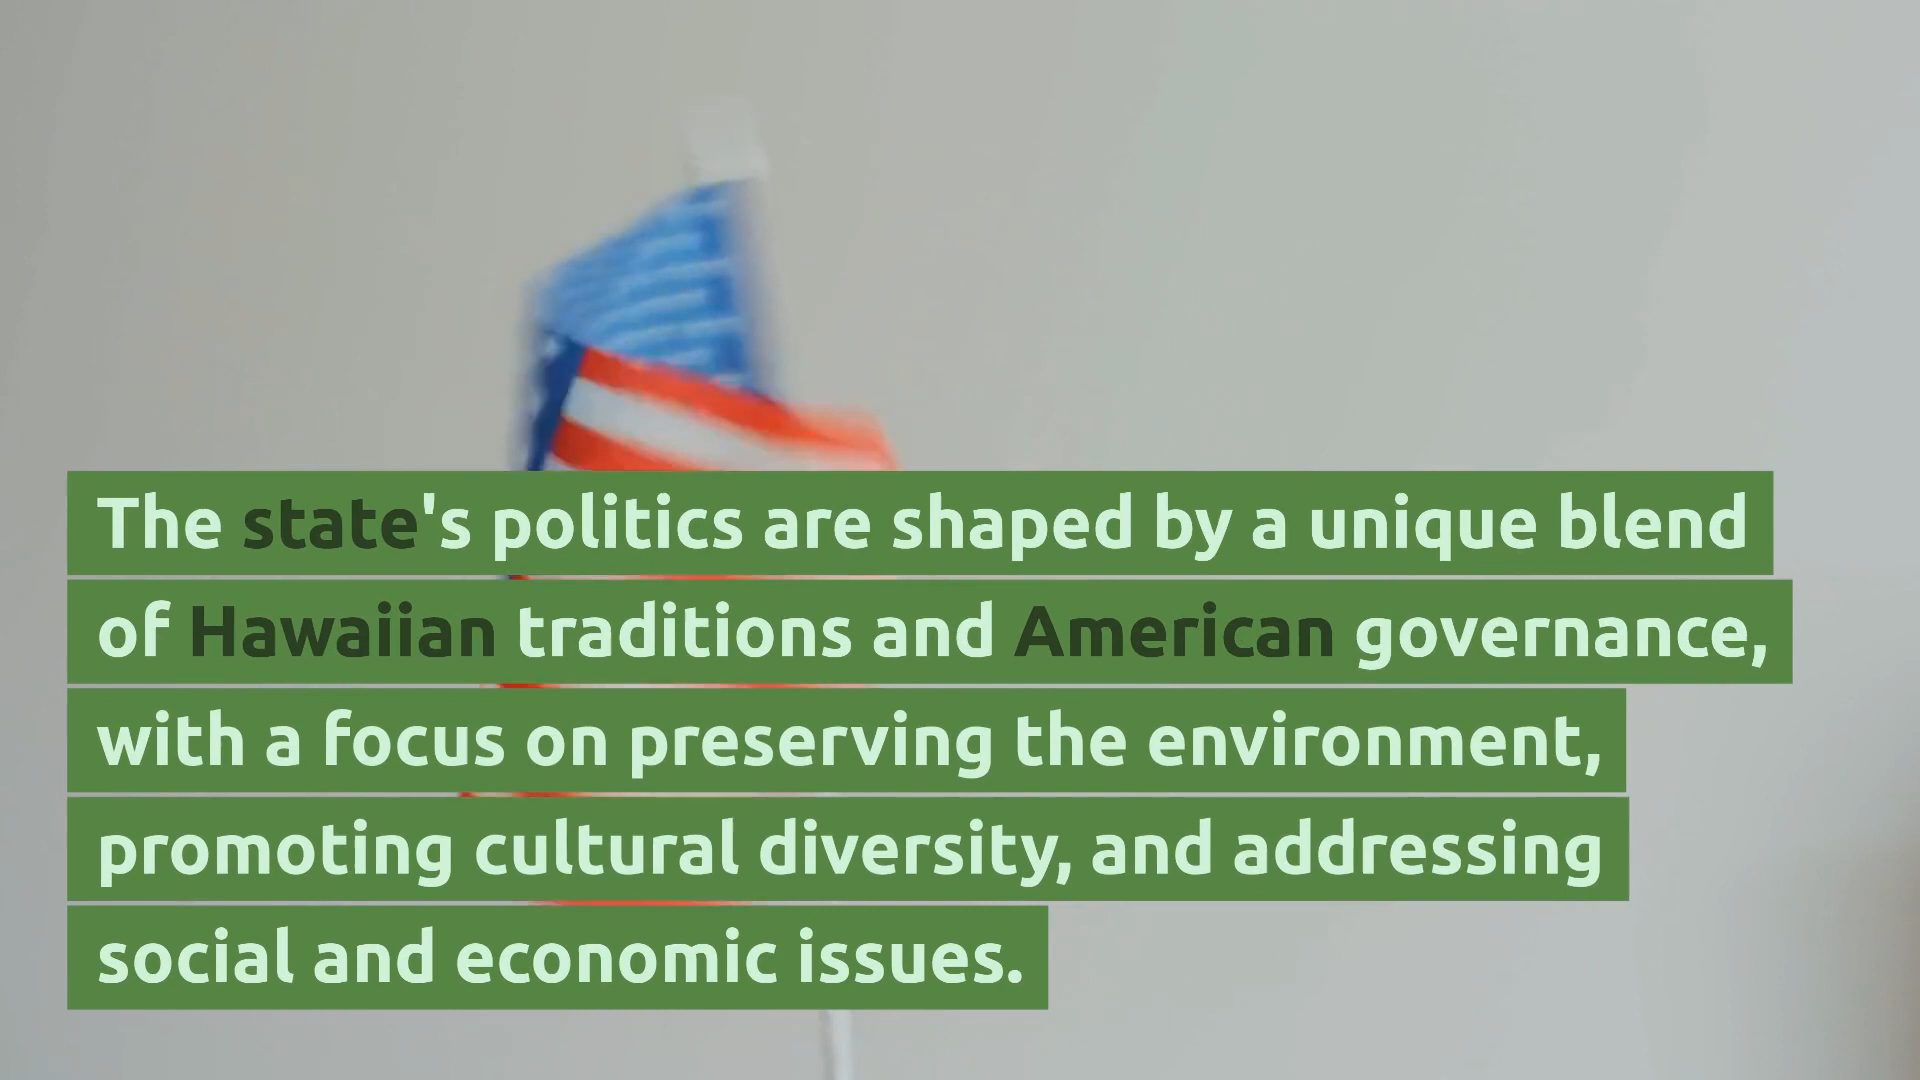 The state's politics are shaped by a unique blend
of Hawaiian traditions and American governance,
with a focus on preserving the environment,
promoting cultural diversity, and addressing
social and economic issues.